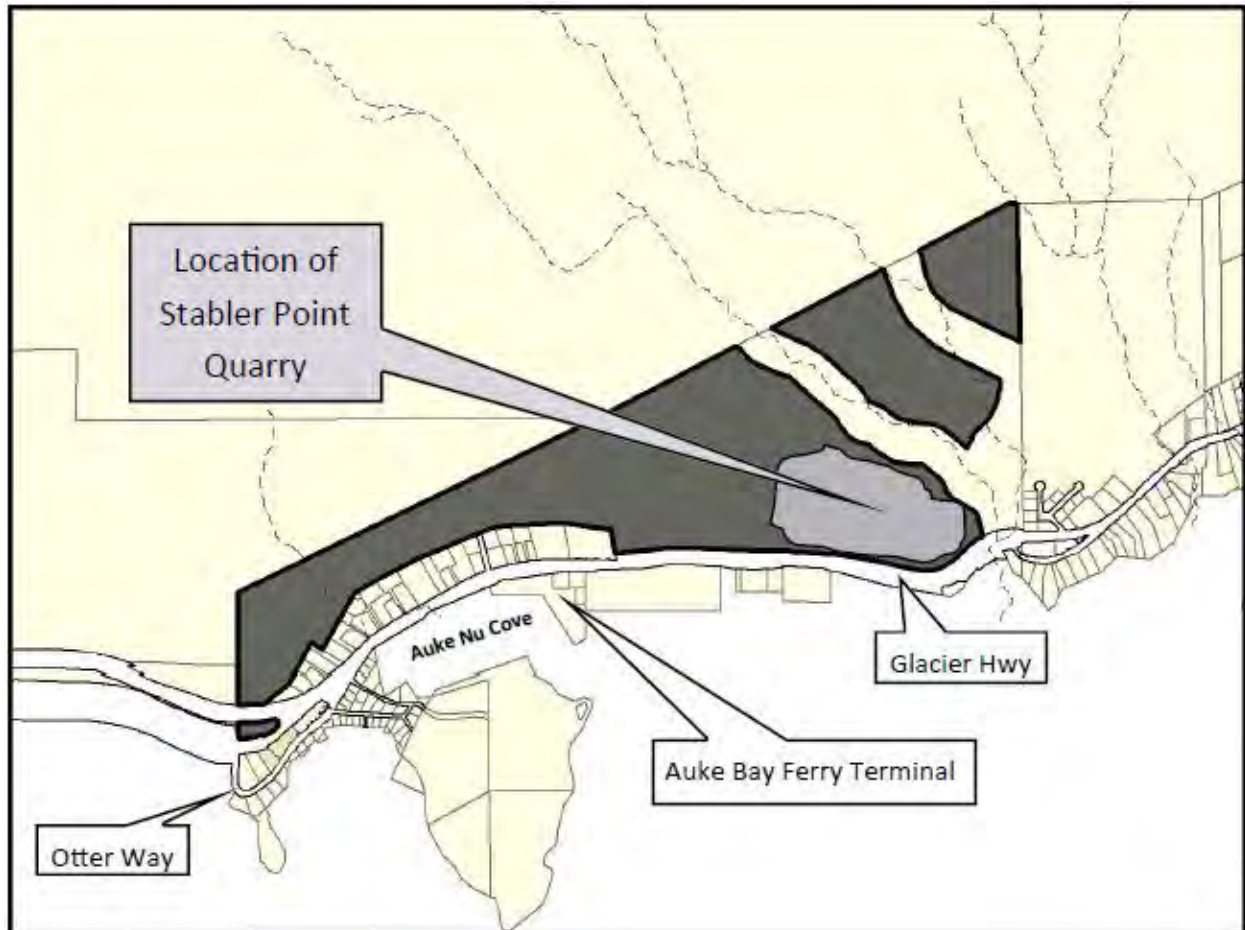 Location of
Stabler Point
Quarry
Auke Nu Cove
Glacier Hwy
Auke Bay Ferry Terminal
Otter Way